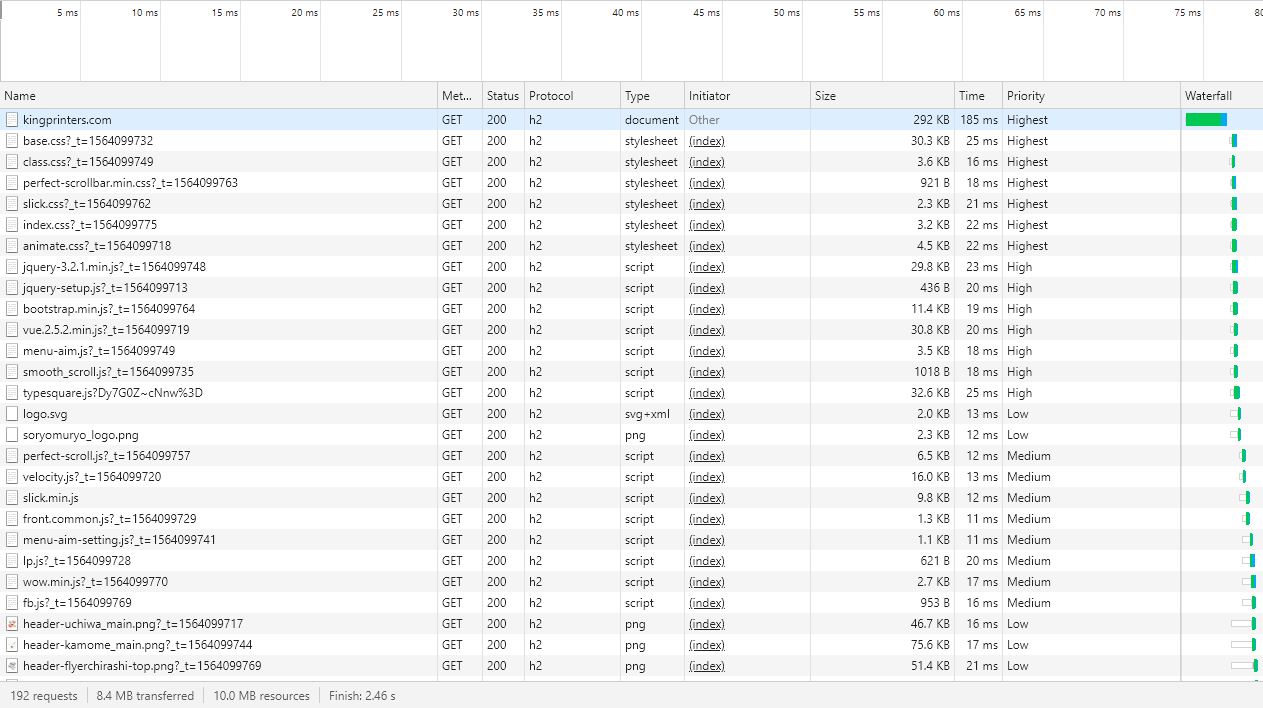 5 ms 10 ms 15 ms 20 ms 25 ms 30 ms 35 ms 40 ms 45 ms 50 ms 55 ms 60 ms 65 ms 70 ms 75 ms 80
Name Met... Status Protocol Type Initiator Size Time Priority Waterfall
kingprinters.com GET 200 h2 document Other 292 KB 185 ms Highest
base.css?_t=1564099732 GET 200 h2 stylesheet (index) 30.3 KB 25 ms Highest
class.css?_t=1564099749 GET 200 h2 stylesheet (index) 3.6 KB 16 ms Highest
perfect-scrollbar.min.css?_t=1564099763 GET 200 h2 stylesheet (index) 921 B 18 ms Highest
slick.css?_t=1564099762 GET 200 h2 stylesheet (index) 2.3 KB 21 ms Highest
index.css?_t=1564099775 GET 200 h2 stylesheet (index) 3.2 KB 22 ms Highest
animate.css?_t=1564099718 GET 200 h2 stylesheet (index) 4.5 KB 22 ms Highest
jquery-3.2.1.min.js?_t=1564099748 GET 200 h2 script (index) 29.8 KB 23 ms High
jquery-setup.js?_t=1564099713 GET 200 h2 script (index) 436 B 20 ms High
bootstrap.min.js?_t=1564099764 GET 200 h2 script (index) 11.4 KB 19 ms High
vue.2.5.2.min.js?_t=1564099719 GET 200 h2 script (index) 30.8 KB 20 ms High
menu-aim.js?_t=1564099749 GET 200 h2 script (index) 3.5 KB 18 ms High
smooth_scroll.js?_t=1564099735 GET 200 h2 script (index) 1018 B 18 ms High
typesquare.js?Dy7G0Z~cNnw%3D GET 200 h2 script (index) 32.6 KB 25 ms High
logo.svg GET 200 h2 svg+xml (index) 2.0 KB 13 ms Low
soryomuryo_logo.png GET 200 h2 png (index) 2.3 KB 12 ms Low
perfect-scroll.js?_t=1564099757 GET 200 h2 script (index) 6.5 KB 12 ms Medium
velocity.js?_t=1564099720 GET 200 h2 script (index) 16.0 KB 13 ms Medium
slick.min.js GET 200 h2 script (index) 9.8 KB 12 ms Medium
front.common.js?_t=1564099729 GET 200 h2 script (index) 1.3 KB 11 ms Medium
menu-aim-setting.js?_t=1564099741 GET 200 h2 script (index) 1.1 KB 11 ms Medium
lp.js?_t=1564099728 GET 200 h2 script (index) 621 B 20 ms Medium
wow.min.js?_t=1564099770 GET 200 h2 script (index) 2.7 KB 17 ms Medium
fb.js?_t=1564099769 GET 200 h2 script (index) 953 B 16 ms Medium
header-uchiwa_main.png?_t=1564099717 GET 200 h2 png (index) 46.7 KB 16 ms Low
header-kamome_main.png?_t=1564099744 GET 200 h2 png (index) 75.6 KB 17 ms Low
header-flyerchirashi-top.png?_t=1564099769 GET 200 h2 png (index) 51.4 KB 21 ms Low
192 requests 8.4 MB transferred 10.0 MB resources Finish: 2.46 s